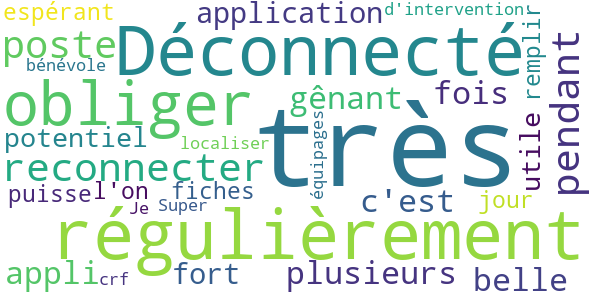 espérant application d'intervention
poste Déconnecté remplir
bénévole
obliger gênant fois pendant
potentiel localiser très
reconnecter équipages utile
puisse l'on fiches c'est jour
Je Super
régulièrement
appli crf fort plusieurs belle